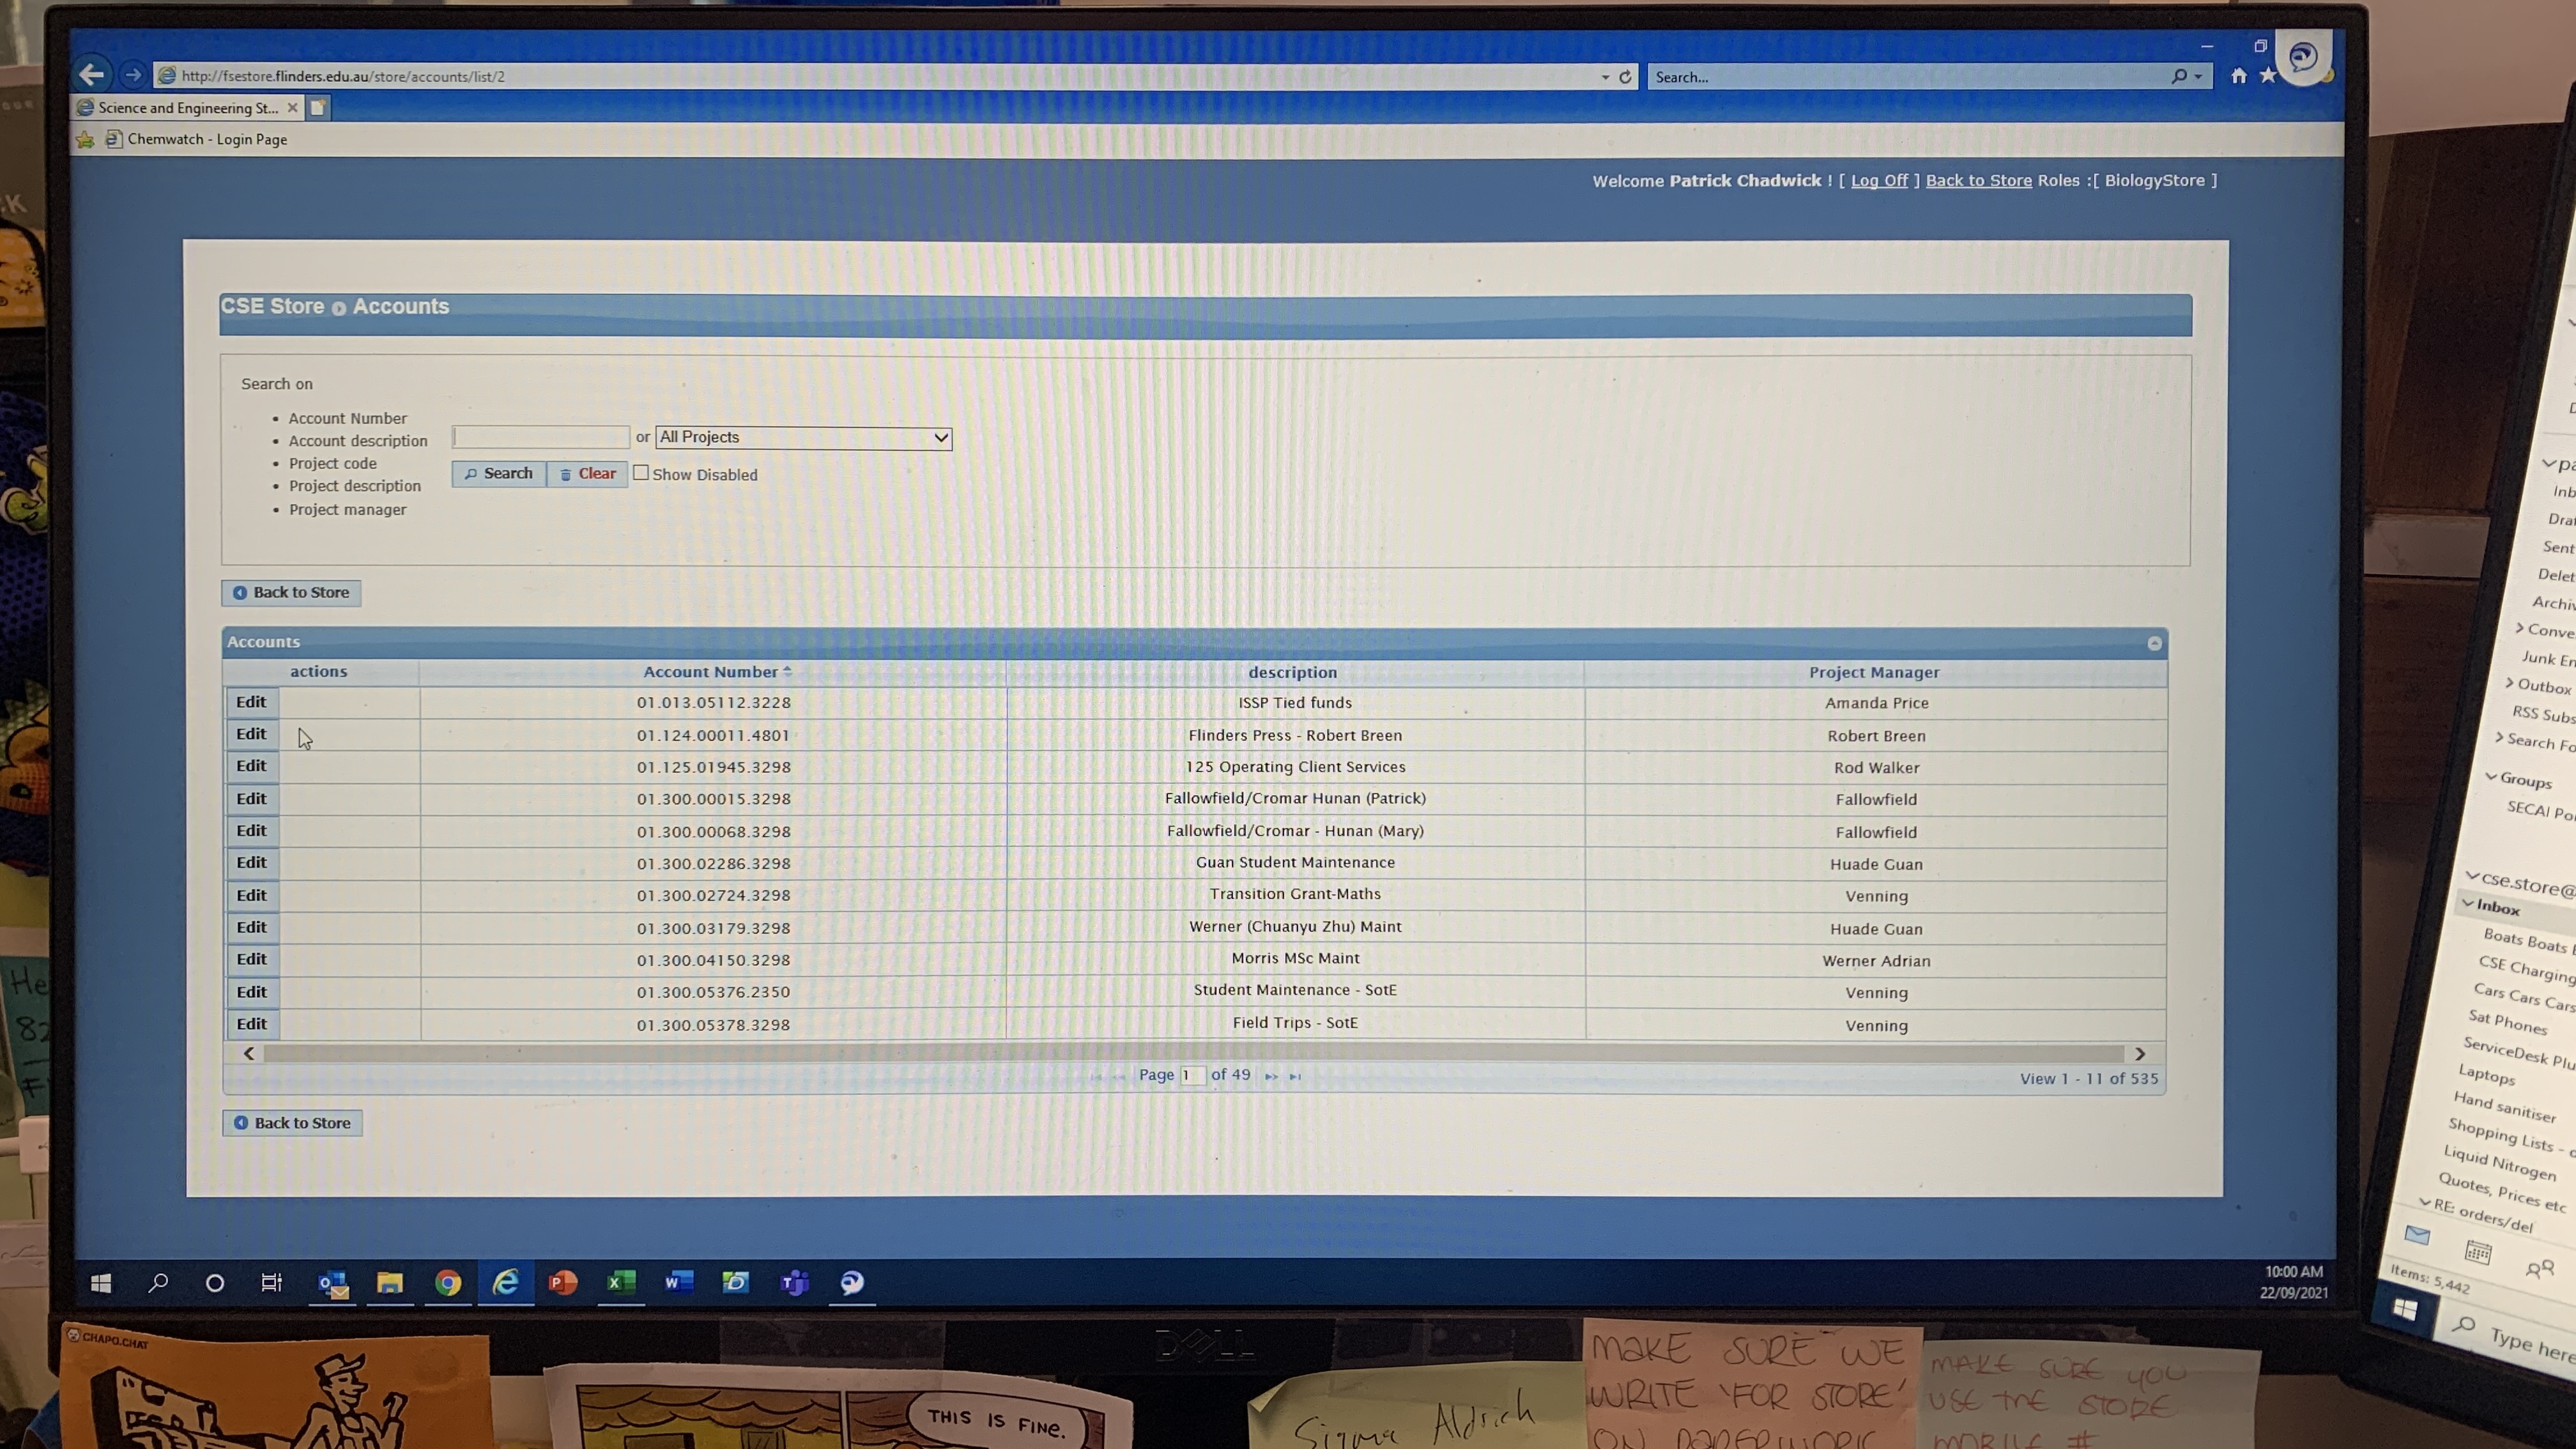 http://fsestore.flinders.edu.au/store/accounts/list/2
Search...
Science and Engineering St...
Chemwatch - Login Page
Welcome Patrick Chadwick ! [ Log Off ] Back to Store Roles :[ BiologyStore ]
CSE Store Accounts
Search on
• Account Number
• Account description
• Project code
• Project description
• Project manager
or All Projects
Search Clear Show Disabled
Back to Store
Accounts
actions Account Number description Project Manager
Edit 01.013.05112.3228 ISSP Tied funds Amanda Price
Edit 01.124.00011.4801 Flinders Press - Robert Breen Robert Breen
Edit 01.125.01945.3298 125 Operating Client Services Rod Walker
Edit 01.300.00015.3298 Fallowfield/Cromar Hunan (Patrick) Fallowfield
Edit 01.300.00068.3298 Fallowfield/Cromar - Hunan (Mary) Fallowfield
Edit 01.300.02286.3298 Guan Student Maintenance Huade Guan
Edit 01.300.02724.3298 Transition Grant-Maths Venning
Edit 01.300.03179.3298 Werner (Chuanyu Zhu) Maint Huade Guan
Edit 01.300.04150.3298 Morris MSc Maint Werner Adrian
Edit 01.300.05376.2350 Student Maintenance - SotE Venning
Edit 01.300.05378.3298 Field Trips - SotE Venning
Page 1 of 49
View 1 - 11 of 535
Back to Store
10:00 AM
22/09/2021
DELL
CHAPO.CHAT
THIS IS FINE.
Sigma Aldrich
MAKE SURE WE
WRITE 'FOR STORE'
ON PAPERWORK
MAKE SURE YOU
USE THE STORE
MOBILE #
Inb
Dra
Sent
Delet
Archiv
Conve
Junk En
Outbox
RSS Subs
Search Fo
Groups
SECAI Po
cse.store@
Inbox
Boats Boats
CSE Charging
Cars Cars Cars
Sat Phones
ServiceDesk Plu
Laptops
Hand sanitiser
Shopping Lists -
Liquid Nitrogen
Quotes, Prices etc
RE: orders/del
Items: 5,442
Type here
He
82